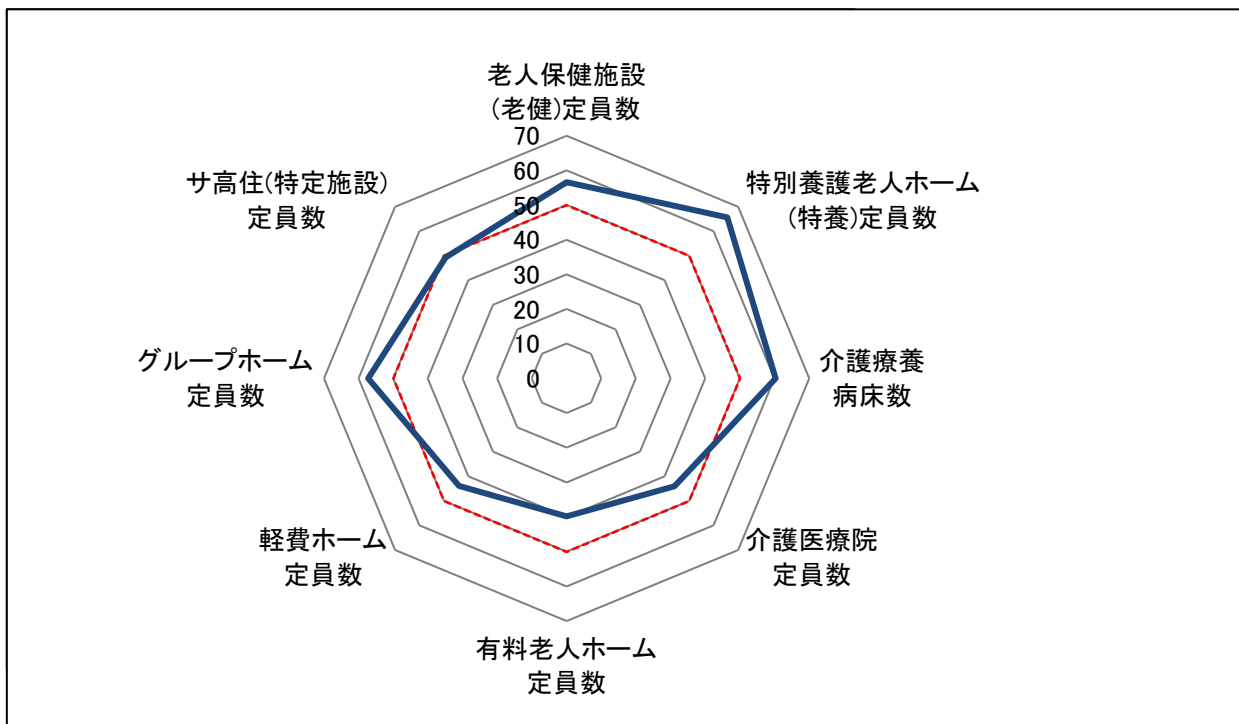 老人保健施設
(老健)定員数
70
60
50
40
30
20
10
0
特別養護老人ホーム
(特養)定員数
介護療養
病床数
介護医療院
定員数
有料老人ホーム
定員数
軽費ホーム
定員数
グループホーム
定員数
サ高住(特定施設)
定員数